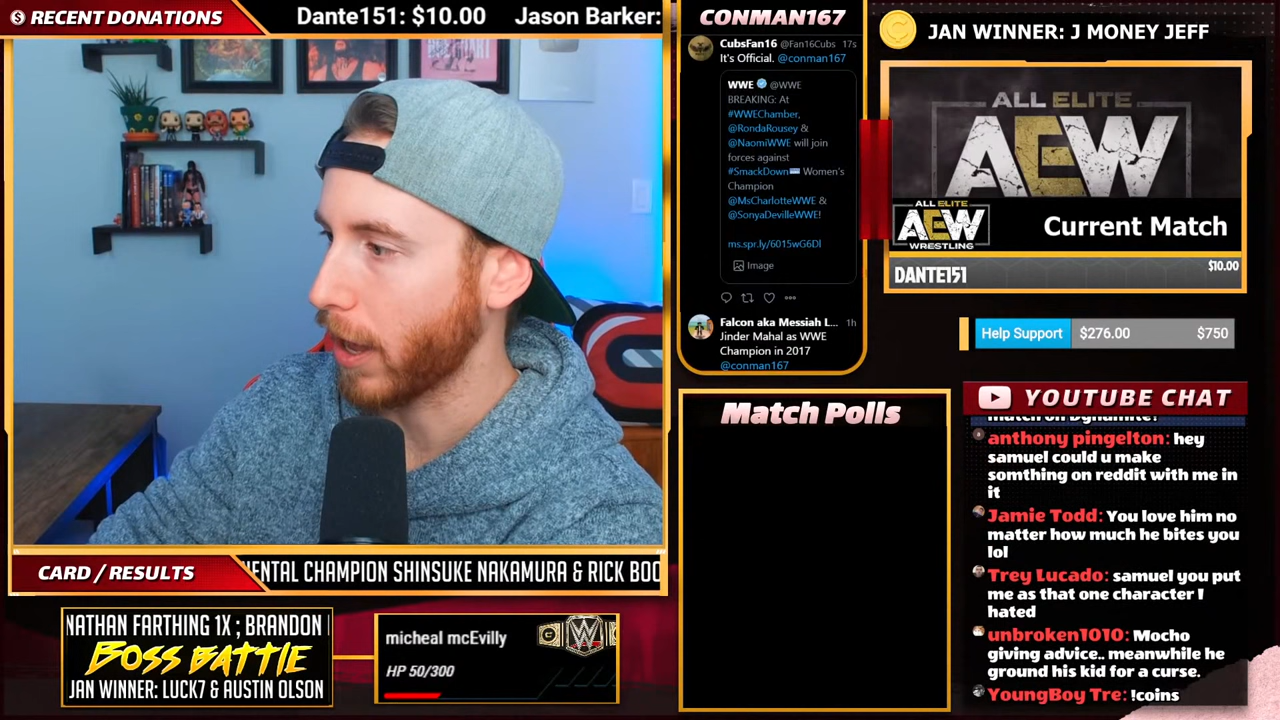 RECENT DONATIONS
Dante151: $10.00 Jason Barker:
CONMAN167
CubsFan16 @Fan16Cubs 17s
It's Official. @conman167
WWE @WWE
BREAKING: At
#WWEChamber,
@RondaRousey &
@NaomiWWE will join
forces against
#SmackDown Women's
Champion
@MsCharlotteWWE &
@SonyaDevilleWWE!
ms.spr.ly/6015wG6Dl
Image
Falcon aka Messiah L... 1h
Jinder Mahal as WWE
Champion in 2017
@conman167
JAN WINNER: J MONEY JEFF
ALL ELITE
AEW
ALL ELITE
AEW
WRESTLING
Current Match
DANTE151
$10.00
Help Support $276.00 $750
Match Polls
YOUTUBE CHAT
match on Dynamite!
anthony pingelton: hey
samuel could u make
somthing on reddit with me in
it
Jamie Todd: You love him no
matter how much he bites you
lol
Trey Lucado: samuel you put
me as that one character I
hated
unbroken1010: Mocho
giving advice.. meanwhile he
ground his kid for a curse.
YoungBoy Tre: !coins
CARD / RESULTS
ENTAL CHAMPION SHINSUKE NAKAMURA & RICK BOO
NATHAN FARTHING 1X ; BRANDON
BOSS BATTLE
JAN WINNER: LUCK7 & AUSTIN OLSON
micheal mcEvilly
HP 50/300